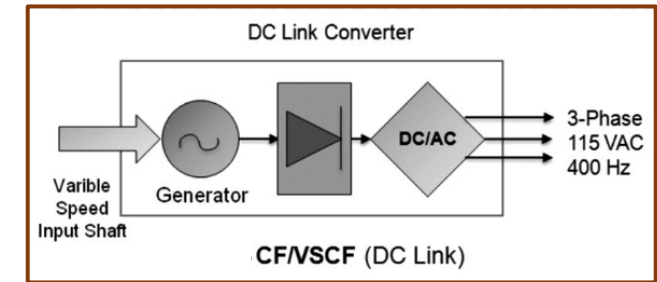 DC Link Converter
DC/AC
3-Phase
115 VAC
400 Hz
Varible
Speed
Input Shaft
Generator
CF/VSCF (DC Link)